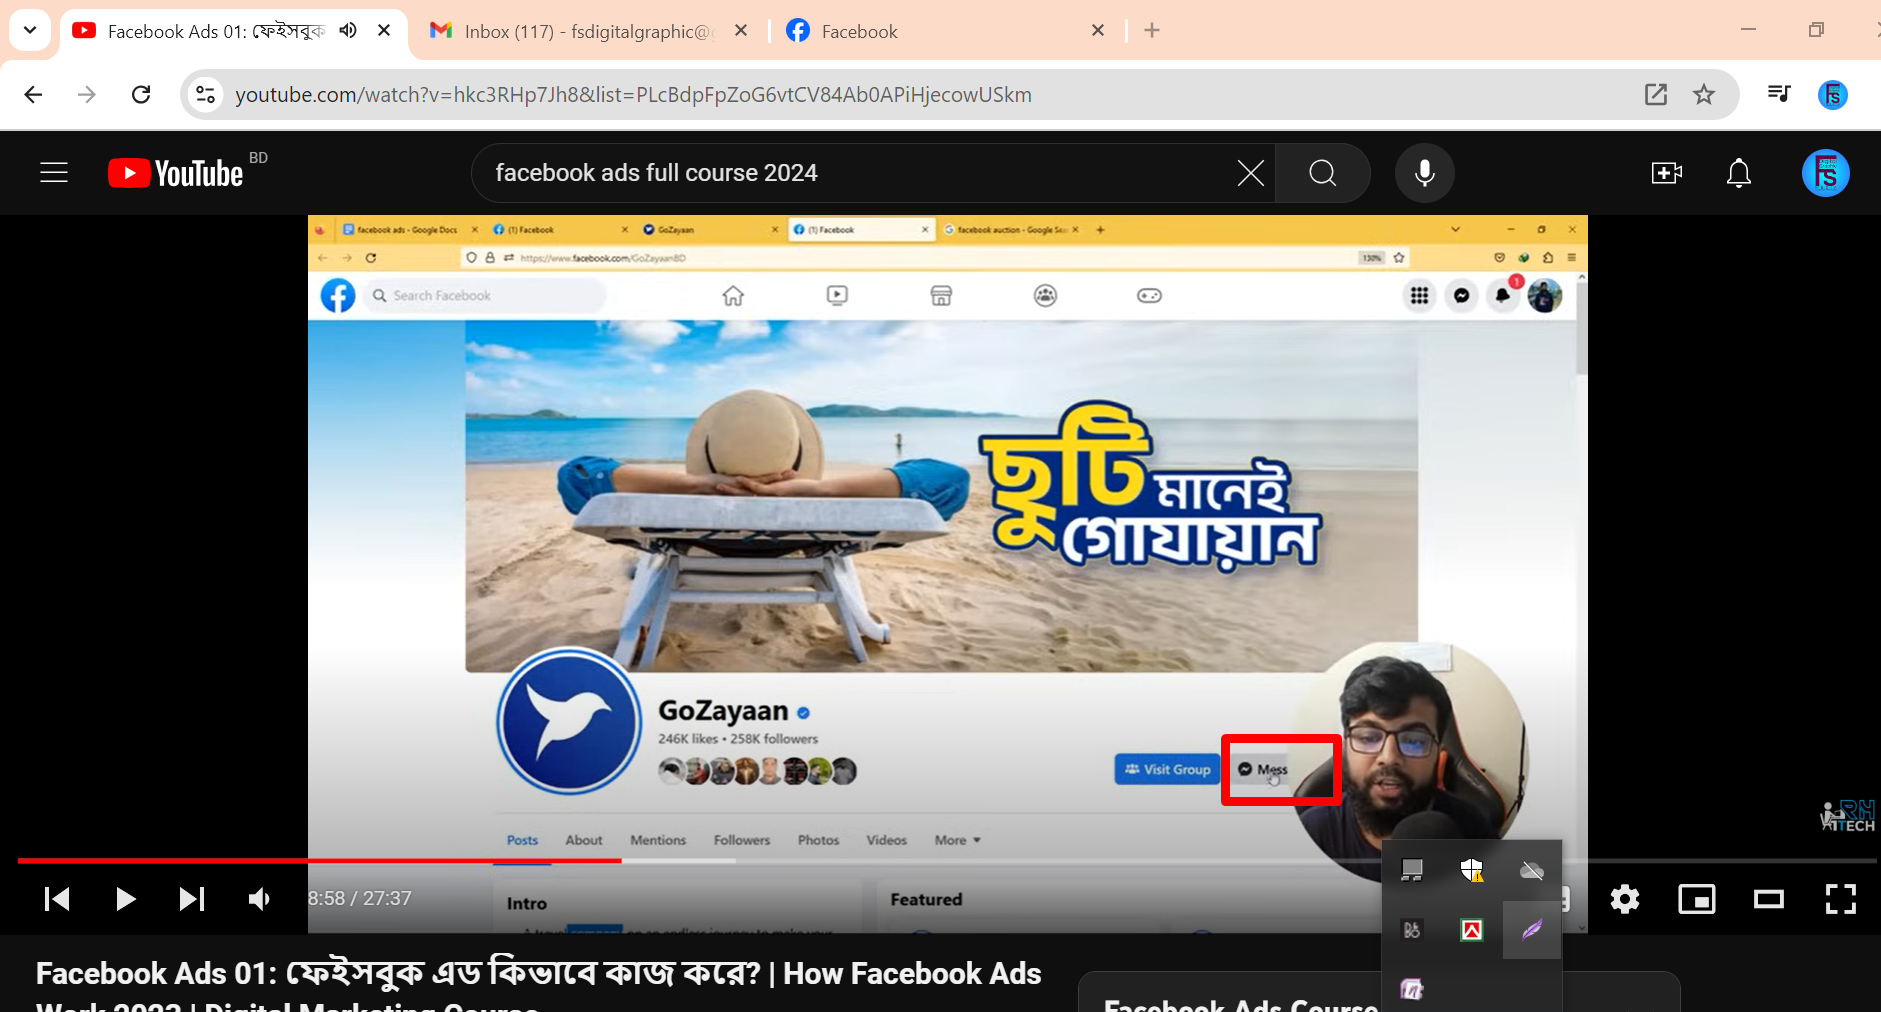 Facebook Ads 01: ফেইসবুক
Inbox (117) - fsdigitalgraphic@g
Facebook
youtube.com/watch?v=hkc3RHp7Jh8&list=PLcBdpFpZoG6vtCV84Ab0APiHjecowUSkm
YouTube BD
facebook ads full course 2024
facebook ads - Google Docs
(1) Facebook
GoZayaan
(1) Facebook
facebook auction - Google Sea
https://www.facebook.com/GoZayaanBD
130%
Search Facebook
1
ছুটি মানেই
গোযায়ান
GoZayaan
246K likes • 258K followers
Visit Group
Mess
Posts
About
Mentions
Followers
Photos
Videos
More
RH
ITECH
8:58 / 27:37
Intro
Featured
Facebook Ads 01: ফেইসবুক এড কিভাবে কাজ করে? | How Facebook Ads
Work 2023 | Digital Marketing Course
Facebook Ads Course